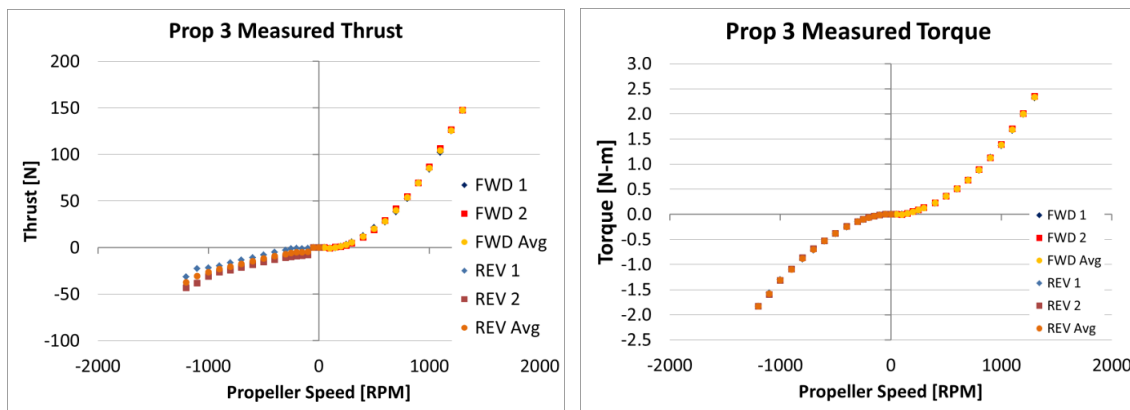 Prop 3 Measured Thrust
200
150
100
50
0
-50
-100
-2000
-1000
0
1000
2000
Thrust [N]
Propeller Speed [RPM]
FWD 1
FWD 2
FWD Avg
REV 1
REV 2
REV Avg
Prop 3 Measured Torque
3.0
2.5
2.0
1.5
1.0
0.5
0.0
-0.5
-1.0
-1.5
-2.0
-2.5
-2000
-1000
0
1000
2000
Torque [N-m]
Propeller Speed [RPM]
FWD 1
FWD 2
FWD Avg
REV 1
REV 2
REV Avg